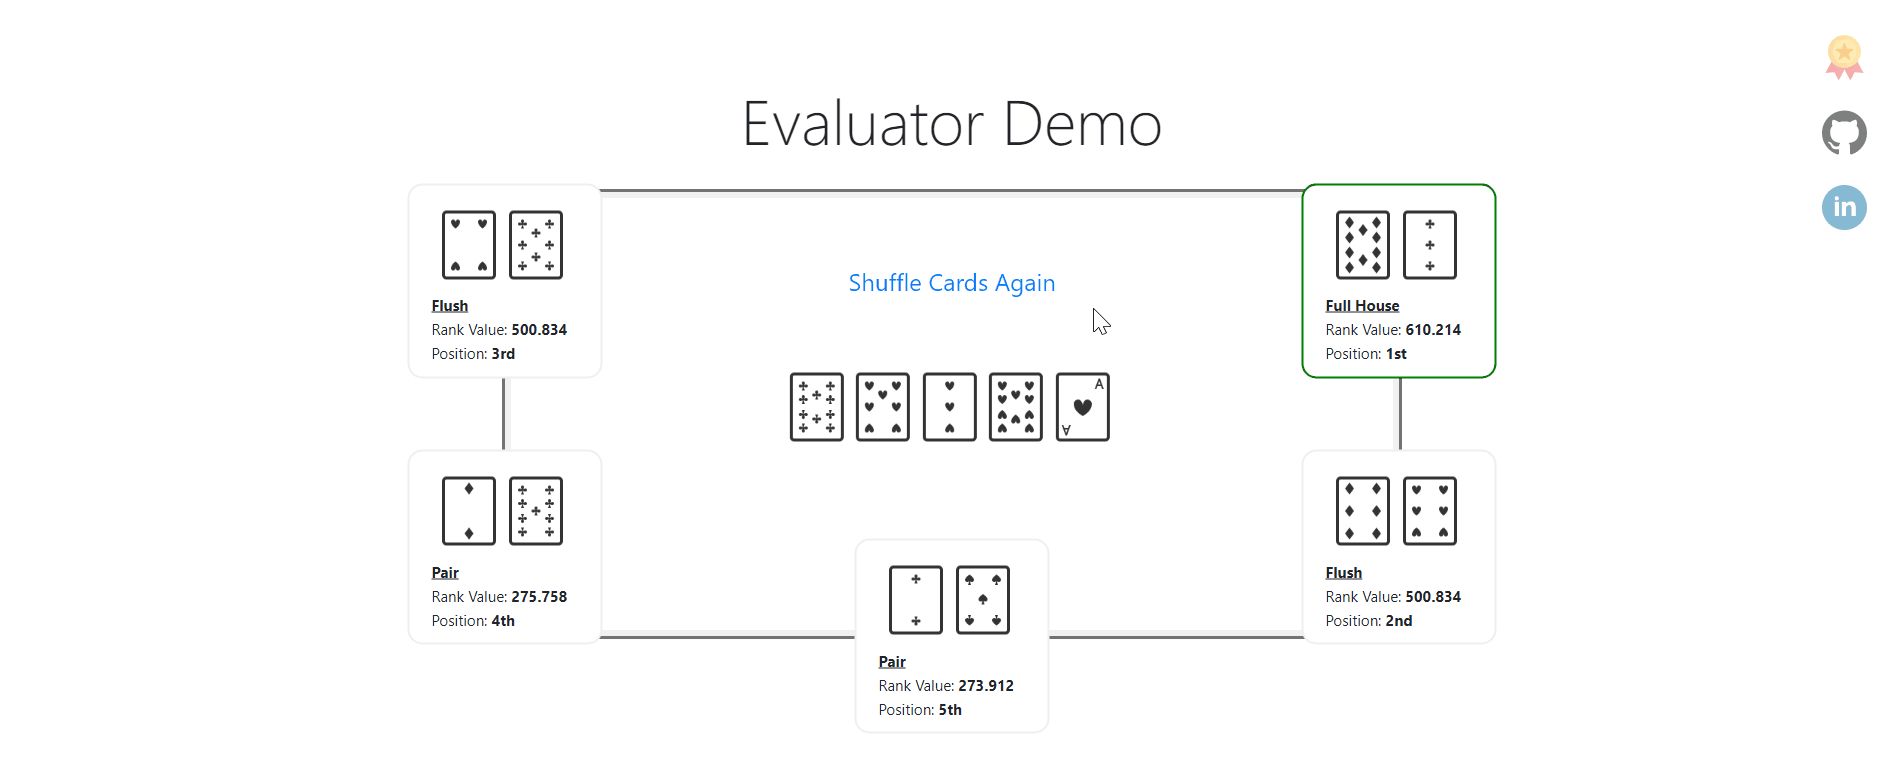 Evaluator Demo
Flush
Rank Value: 500.834
Position: 3rd
Shuffle Cards Again
Full House
Rank Value: 610.214
Position: 1st
A
A
Pair
Rank Value: 275.758
Position: 4th
Pair
Rank Value: 273.912
Position: 5th
Flush
Rank Value: 500.834
Position: 2nd
in